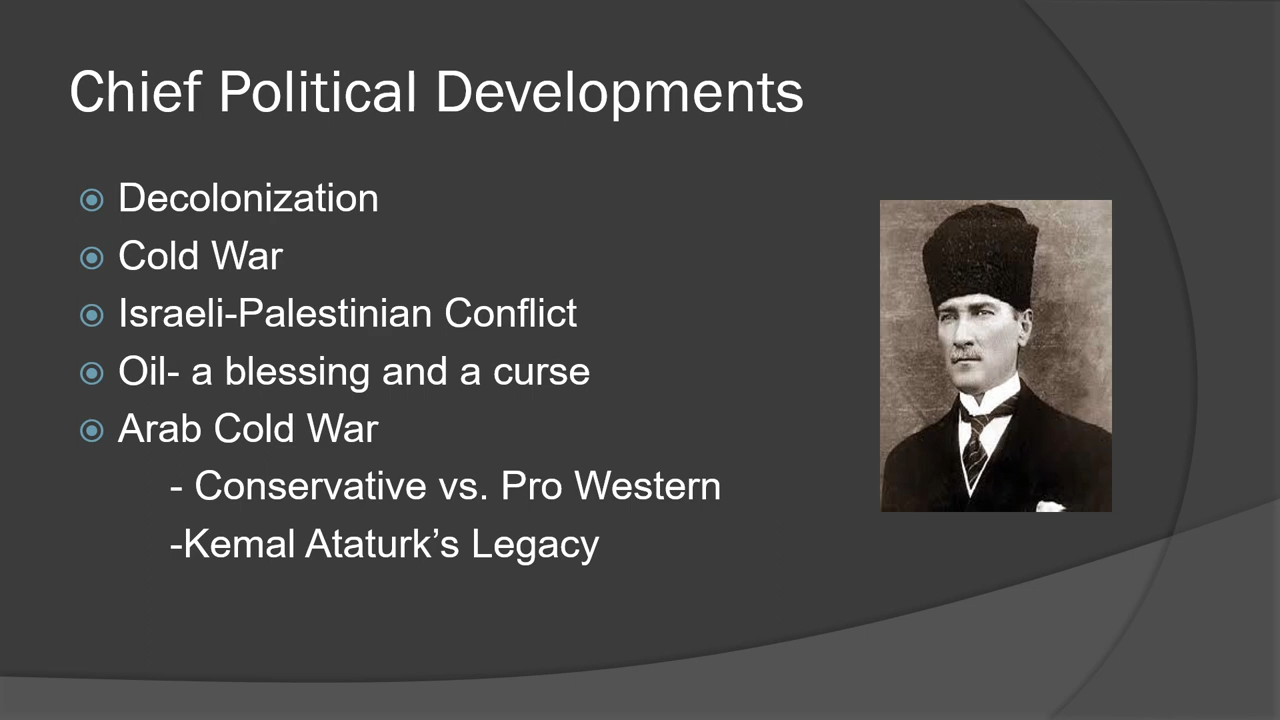 Chief Political Developments
Decolonization
Cold War
Israeli-Palestinian Conflict
Oil- a blessing and a curse
Arab Cold War
- Conservative vs. Pro Western
-Kemal Ataturk’s Legacy